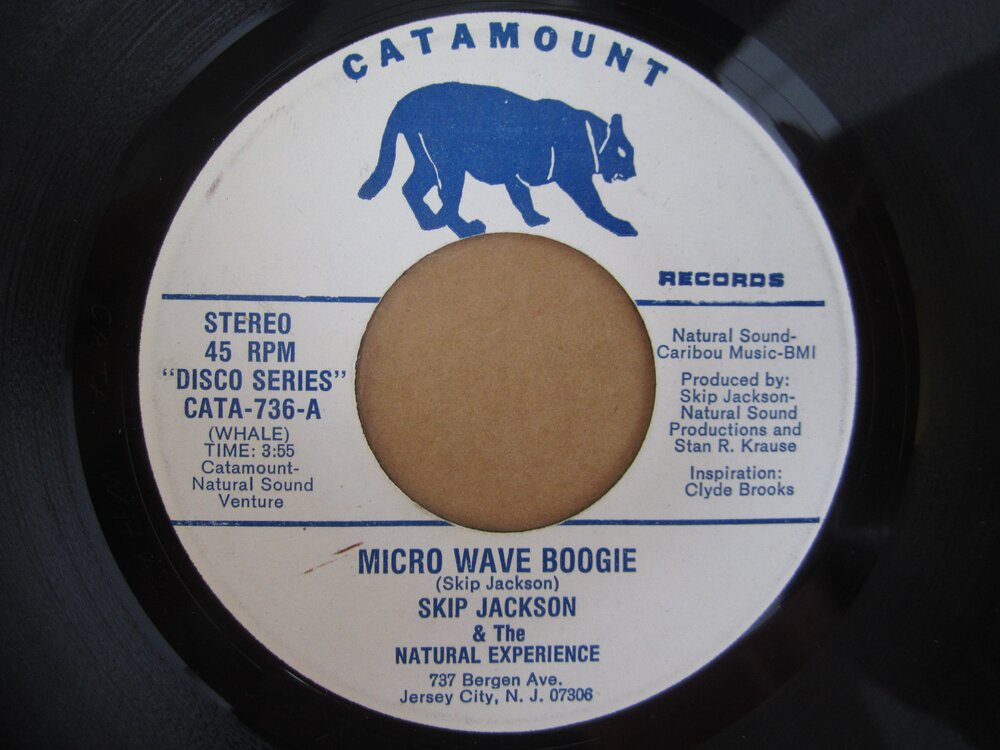 CATAMOUNT
RECORDS
STEREO
45 RPM
"DISCO SERIES"
CATA-736-A
(WHALE)
TIME: 3:55
Catamount-
Natural Sound
Venture
Natural Sound-
Caribou Music-BMI
Produced by:
Skip Jackson-
Natural Sound
Productions and
Stan R. Krause
Inspiration:
Clyde Brooks
MICRO WAVE BOOGIE
(Skip Jackson)
SKIP JACKSON
& The
NATURAL EXPERIENCE
737 Bergen Ave.
Jersey City, N. J. 07306